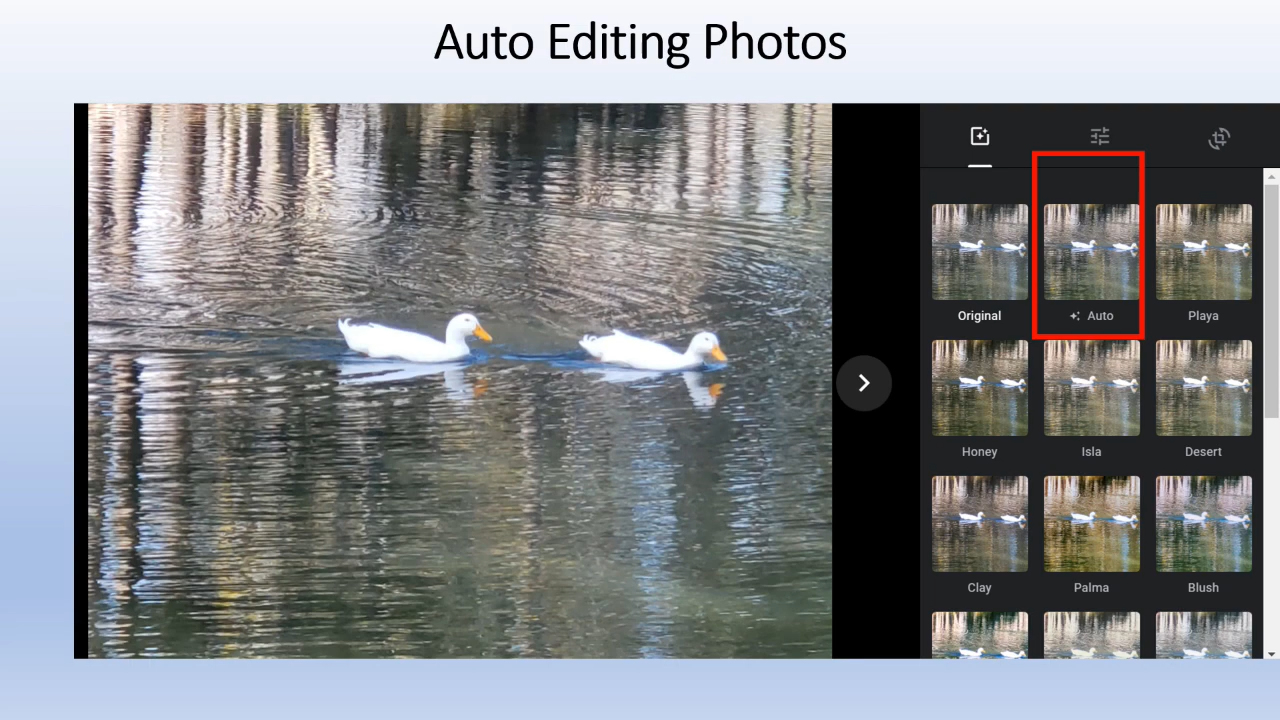 Auto Editing Photos
Original
Auto
Playa
Honey
Isla
Desert
Clay
Palma
Blush